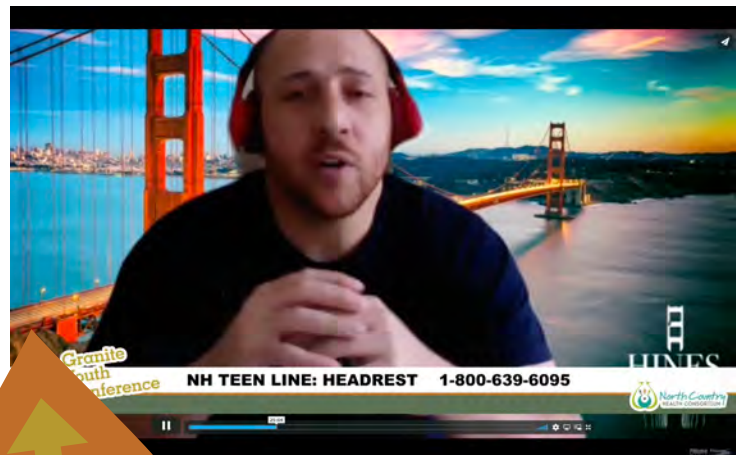 Granite
Youth
Conference
NH TEEN LINE: HEADREST 1-800-639-6095
HINES
North Country
HEALTH CONSORTIUM